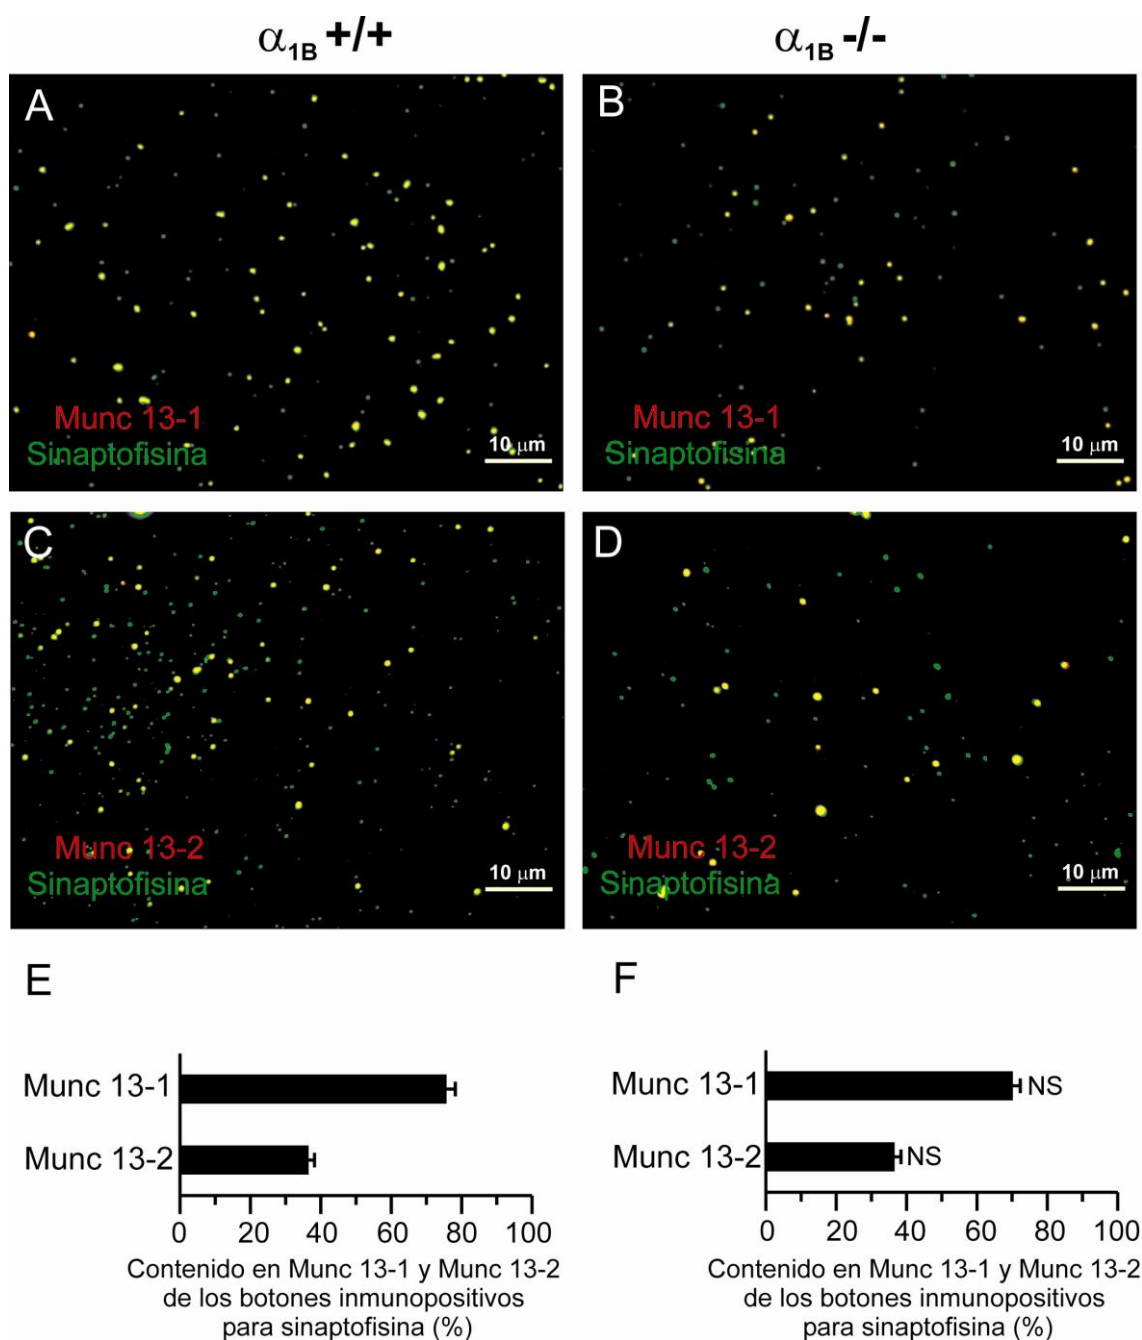 α1B +/+
α1B -/-
A
Munc 13-1
Sinaptofisina
10 μm
B
Munc 13-1
Sinaptofisina
10 μm
C
Munc 13-2
Sinaptofisina
10 μm
D
Munc 13-2
Sinaptofisina
10 μm
E
Munc 13-1
Munc 13-2
0 20 40 60 80 100
Contenido en Munc 13-1 y Munc 13-2
de los botones inmunopositivos
para sinaptofisina (%)
F
Munc 13-1 NS
Munc 13-2 NS
0 20 40 60 80 100
Contenido en Munc 13-1 y Munc 13-2
de los botones inmunopositivos
para sinaptofisina (%)